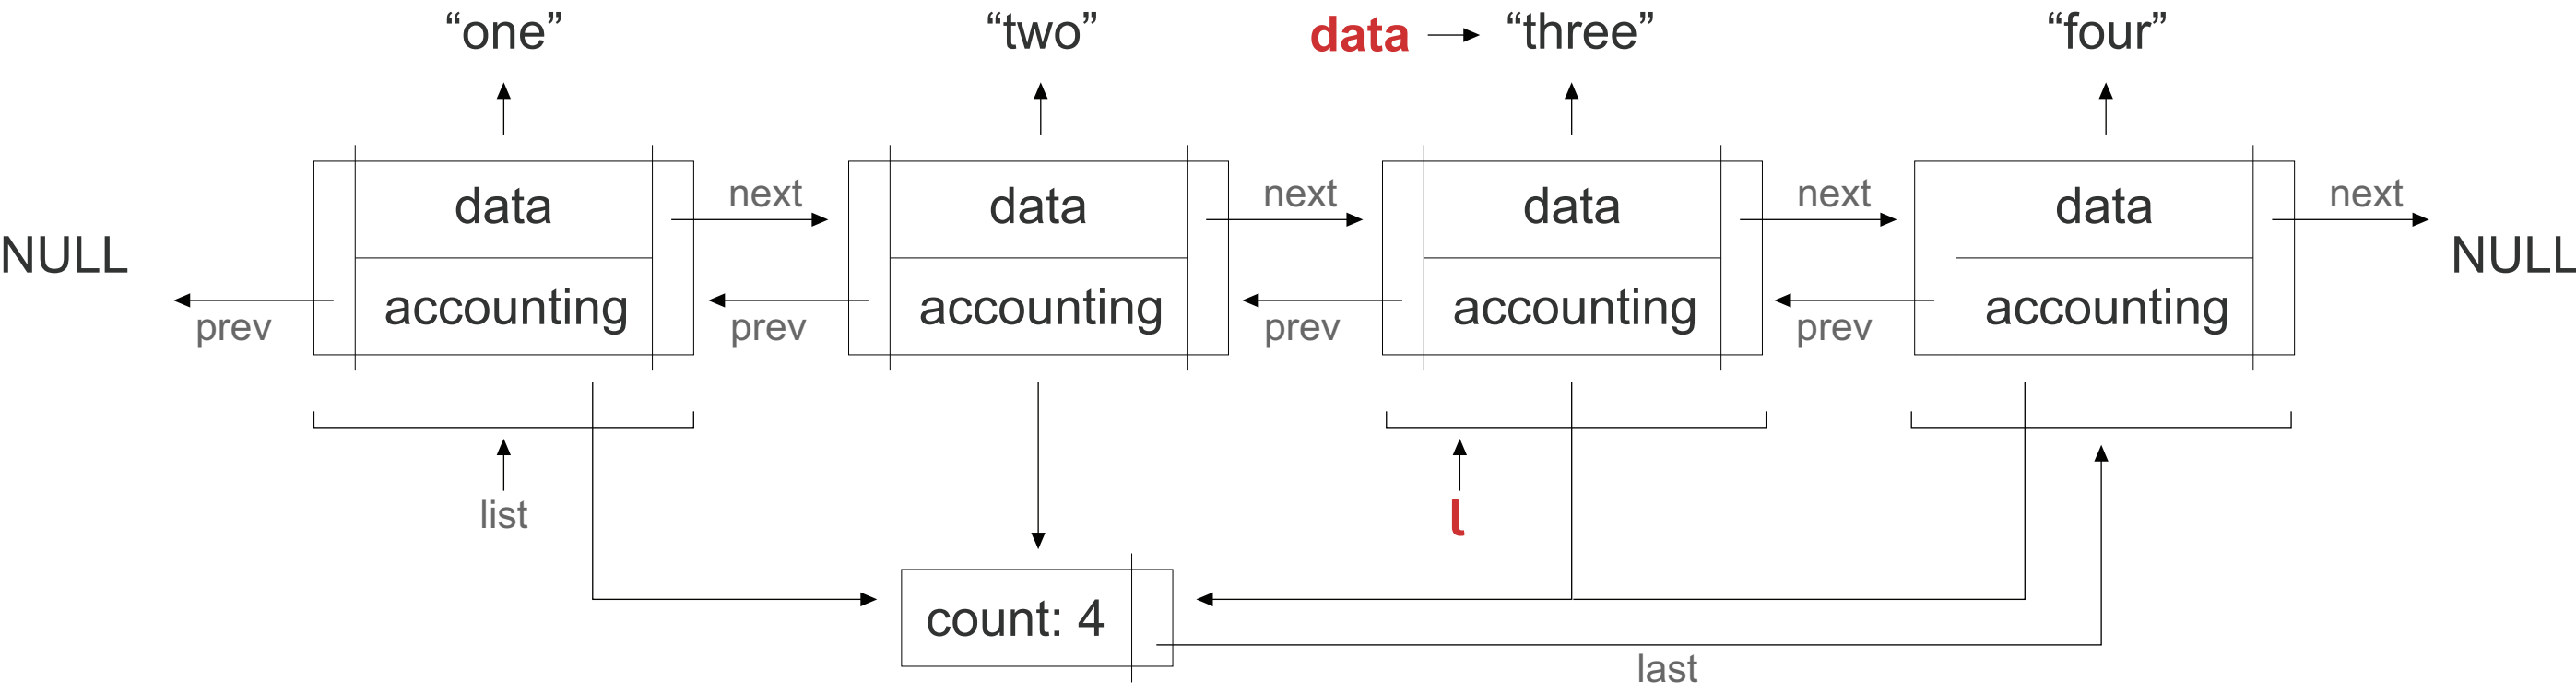 “one” “two” data “three” “four”
next next next next
data data data data
NULL NULL
accounting accounting accounting accounting
prev prev prev prev
list l
count: 4
last